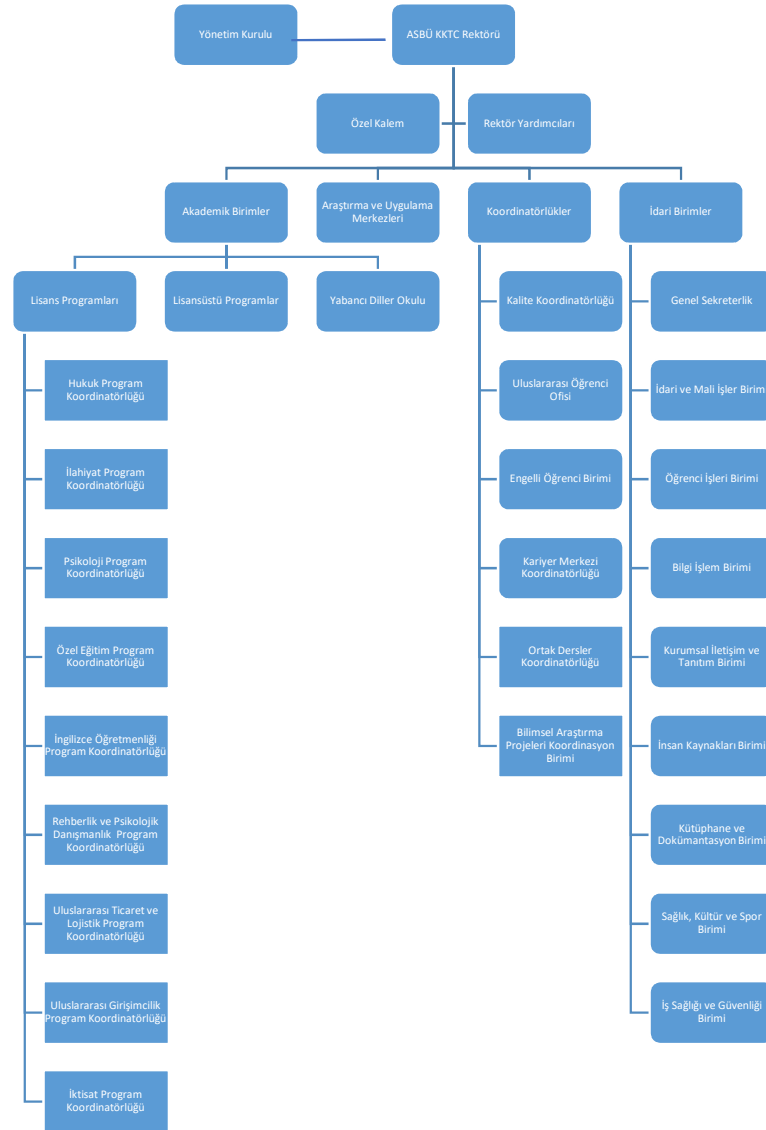 Yönetim Kurulu
ASBÜ KKTC Rektörü
Özel Kalem
Rektör Yardımcıları
Akademik Birimler
Araştırma ve Uygulama
Merkezleri
Koordinatörlükler
İdari Birimler
Lisans Programları
Lisansüstü Programlar
Yabancı Diller Okulu
Hukuk Program
Koordinatörlüğü
İlahiyat Program
Koordinatörlüğü
Psikoloji Program
Koordinatörlüğü
Özel Eğitim Program
Koordinatörlüğü
İngilizce Öğretmenliği
Program Koordinatörlüğü
Rehberlik ve Psikolojik
Danışmanlık Program
Koordinatörlüğü
Uluslararası Ticaret ve
Lojistik Program
Koordinatörlüğü
Uluslararası Girişimcilik
Program Koordinatörlüğü
İktisat Program
Koordinatörlüğü
Kalite Koordinatörlüğü
Uluslararası Öğrenci
Ofisi
Engelli Öğrenci Birimi
Kariyer Merkezi
Koordinatörlüğü
Ortak Dersler
Koordinatörlüğü
Bilimsel Araştırma
Projeleri Koordinasyon
Birimi
Genel Sekreterlik
İdari ve Mali İşler Birim
Öğrenci İşleri Birimi
Bilgi İşlem Birimi
Kurumsal İletişim ve
Tanıtım Birimi
İnsan Kaynakları Birimi
Kütüphane ve
Dokümantasyon Birimi
Sağlık, Kültür ve Spor
Birimi
İş Sağlığı ve Güvenliği
Birimi